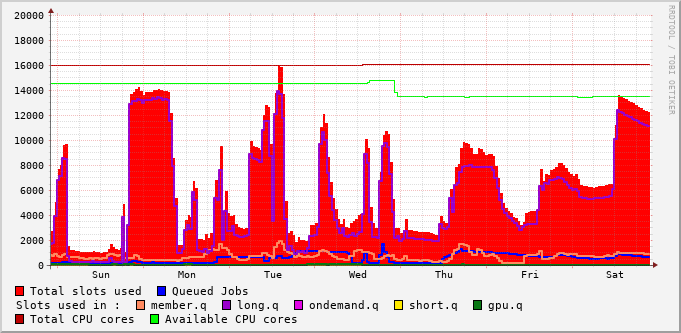 RRDTOOL / TOBI OETIKER
20000
18000
16000
14000
12000
10000
8000
6000
4000
2000
0
Sun Mon Tue Wed Thu Fri Sat
Total slots used Queued Jobs
Slots used in : member.q long.q ondemand.q short.q gpu.q
Total CPU cores Available CPU cores